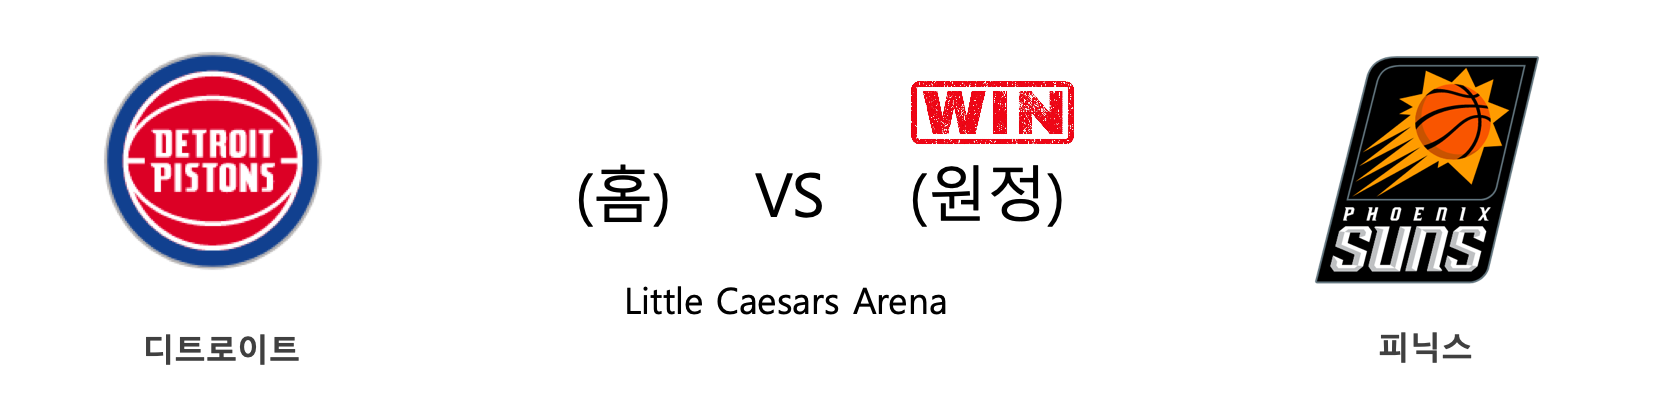 DETROIT
PISTONS
WIN
(홈) VS (원정)
PHOENIX
SUNS
Little Caesars Arena
디트로이트
피닉스